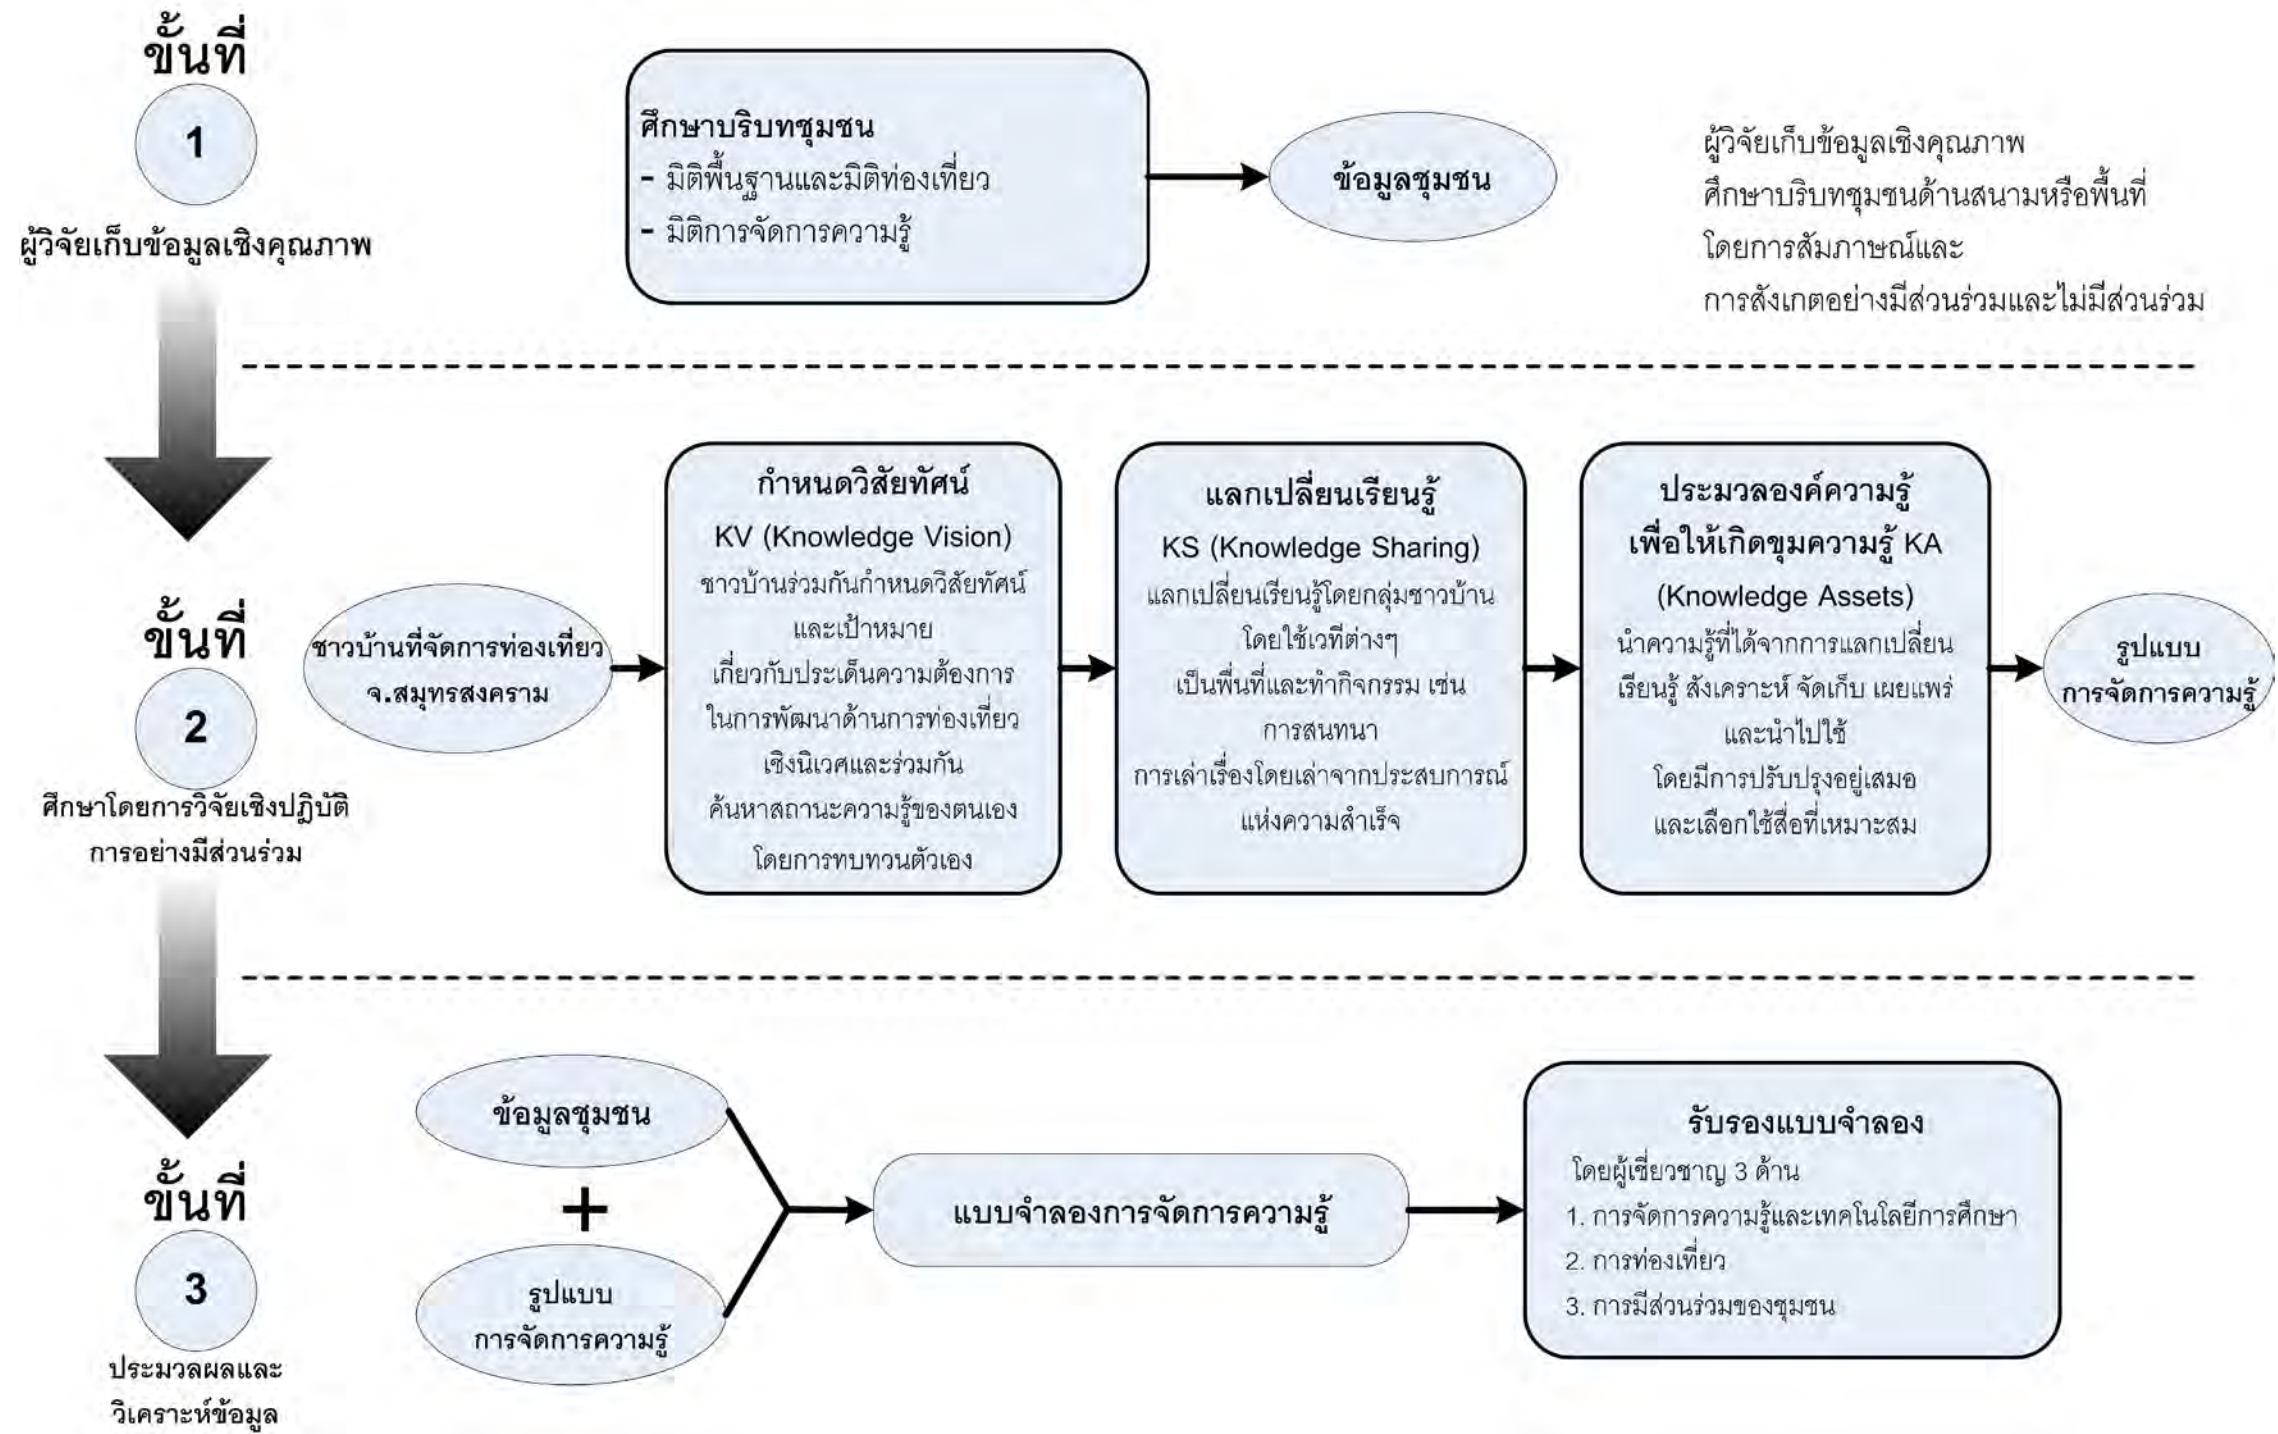 ขั้นที่
1
ผู้วิจัยเก็บข้อมูลเชิงคุณภาพ
ศึกษาบริบทชุมชน
- มิติพื้นฐานและมิติท่องเที่ยว
- มิติการจัดการความรู้
ข้อมูลชุมชน
ผู้วิจัยเก็บข้อมูลเชิงคุณภาพ
ศึกษาบริบทชุมชนด้านสนามหรือพื้นที่
โดยการสัมภาษณ์และ
การสังเกตอย่างมีส่วนร่วมและไม่มีส่วนร่วม
ขั้นที่
2
ศึกษาโดยการวิจัยเชิงปฎิบัติ
การอย่างมีส่วนร่วม
ชาวบ้านที่จัดการท่องเที่ยว
จ.สมุทรสงคราม
กำหนดวิสัยทัศน์
KV (Knowledge Vision)
ชาวบ้านร่วมกันกำหนดวิสัยทัศน์
และเป้าหมาย
เกี่ยวกับประเด็นความต้องการ
ในการพัฒนาด้านการท่องเที่ยว
เชิงนิเวศและร่วมกัน
ค้นหาสถานะความรู้ของตนเอง
โดยการทบทวนตัวเอง
แลกเปลี่ยนเรียนรู้
KS (Knowledge Sharing)
แลกเปลี่ยนเรียนรู้โดยกลุ่มชาวบ้าน
โดยใช้เวทีต่างๆ
เป็นพื่นที่และทำกิจกรรม เช่น
การสนทนา
การเล่าเรื่องโดยเล่าจากประสบการณ์
แห่งความสำเร็จ
ประมวลองค์ความรู้
เพื่อให้เกิดขุมความรู้ KA
(Knowledge Assets)
นำความรู้ที่ได้จากการแลกเปลี่ยน
เรียนรู้ สังเคราะห์ จัดเก็บ เผยแพร่
และนำไปใช้
โดยมีการปรับปรุงอยู่เสมอ
และเลือกใช้สื่อที่เหมาะสม
รูปแบบ
การจัดการความรู้
ขั้นที่
3
ประมวลผลและ
วิเคราะห์ข้อมูล
ข้อมูลชุมชน
+
รูปแบบ
การจัดการความรู้
แบบจำลองการจัดการความรู้
รับรองแบบจำลอง
โดยผู้เชี่ยวชาญ 3 ด้าน
1. การจัดการความรู้และเทคโนโลยีการศึกษา
2. การท่องเที่ยว
3. การมีส่วนร่วมของชุมชน